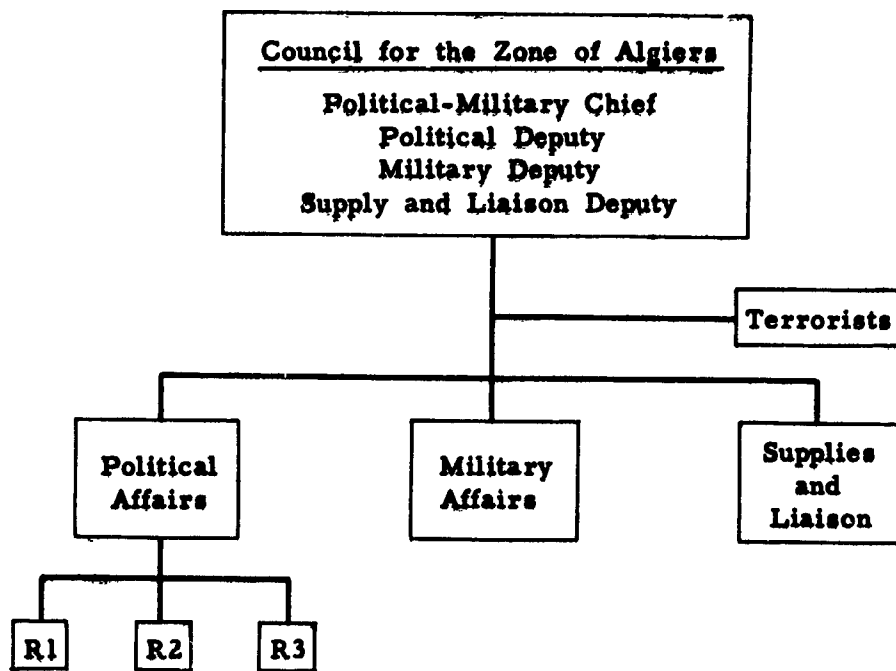 Council for the Zone of Algiers
Political-Military Chief
Political Deputy
Military Deputy
Supply and Liaison Deputy
Terrorists
Political
Affairs
Military
Affairs
Supplies
and
Liaison
R1
R2
R3